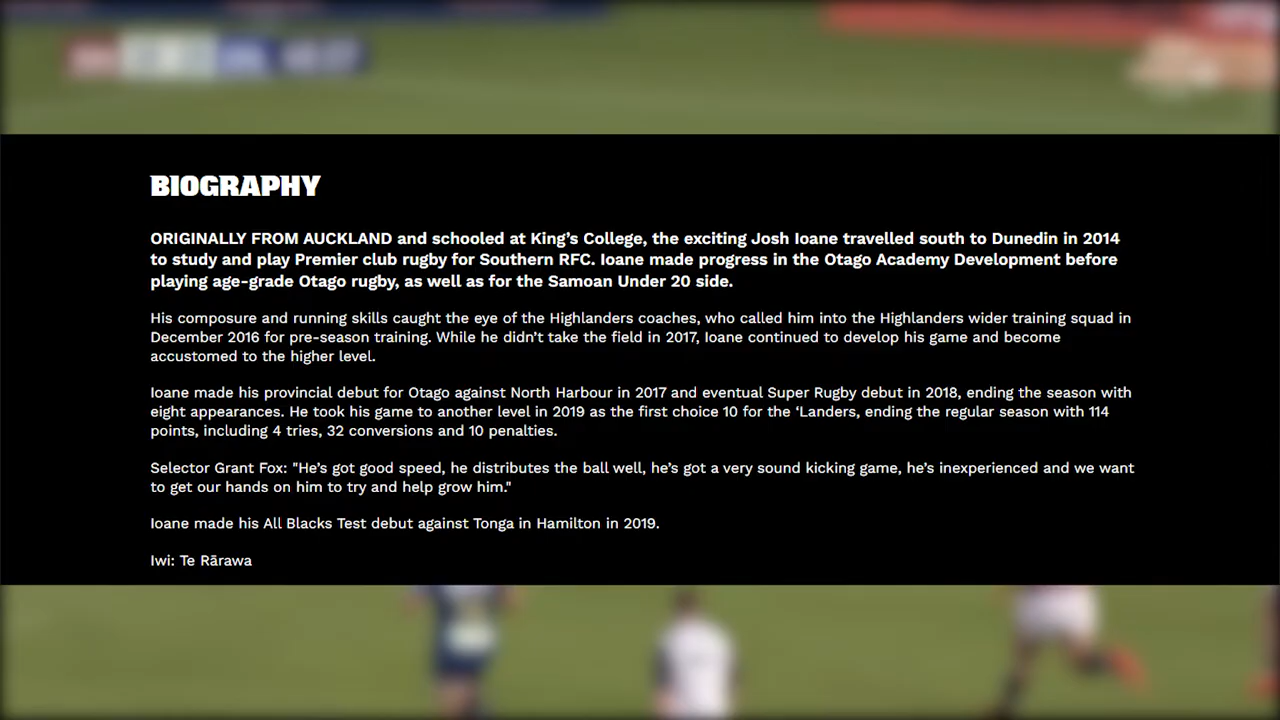 BIOGRAPHY
ORIGINALLY FROM AUCKLAND and schooled at King’s College, the exciting Josh Ioane travelled south to Dunedin in 2014
to study and play Premier club rugby for Southern RFC. Ioane made progress in the Otago Academy Development before
playing age-grade Otago rugby, as well as for the Samoan Under 20 side.
His composure and running skills caught the eye of the Highlanders coaches, who called him into the Highlanders wider training squad in
December 2016 for pre-season training. While he didn’t take the field in 2017, Ioane continued to develop his game and become
accustomed to the higher level.
Ioane made his provincial debut for Otago against North Harbour in 2017 and eventual Super Rugby debut in 2018, ending the season with
eight appearances. He took his game to another level in 2019 as the first choice 10 for the ‘Landers, ending the regular season with 114
points, including 4 tries, 32 conversions and 10 penalties.
Selector Grant Fox: "He’s got good speed, he distributes the ball well, he’s got a very sound kicking game, he’s inexperienced and we want
to get our hands on him to try and help grow him."
Ioane made his All Blacks Test debut against Tonga in Hamilton in 2019.
Iwi: Te Rārawa